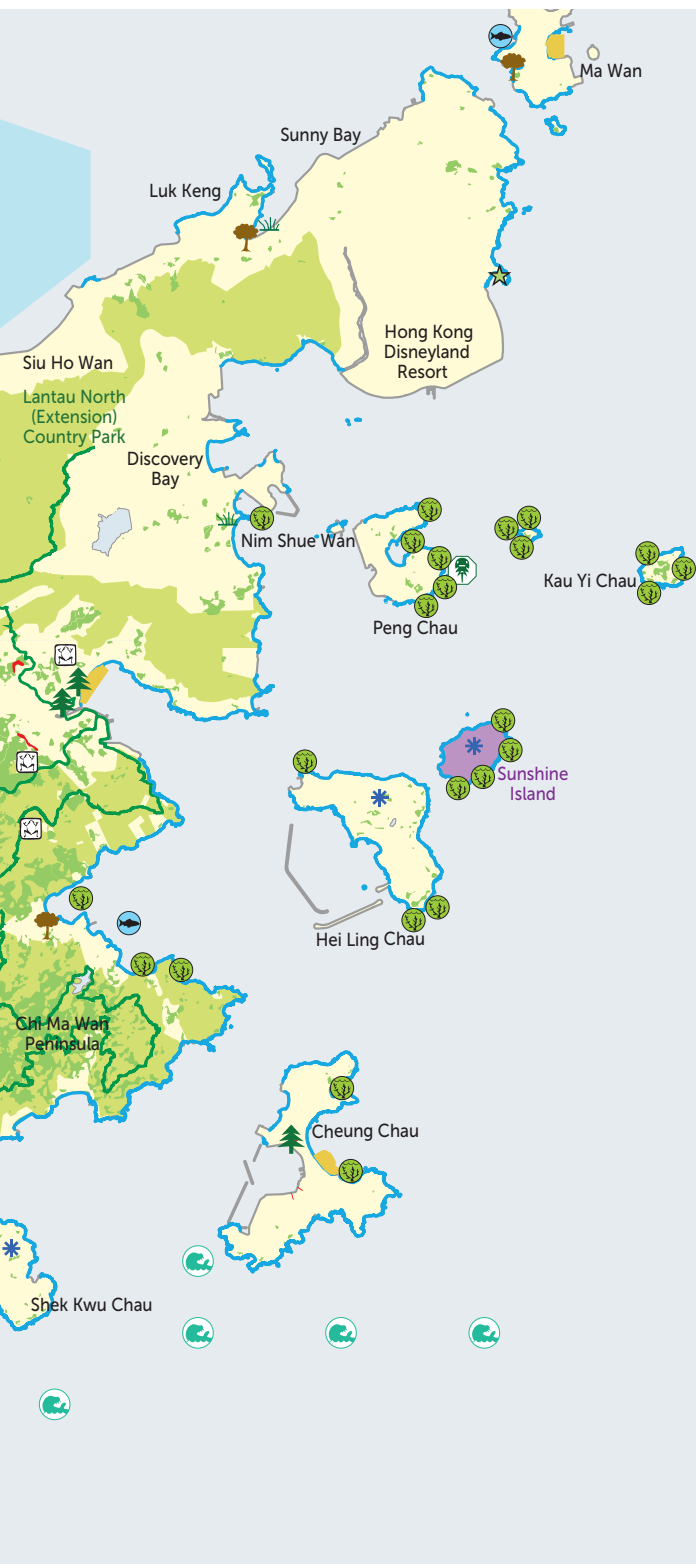 Ma Wan
Sunny Bay
Luk Keng
Hong Kong
Disneyland
Resort
Siu Ho Wan
Lantau North
(Extension)
Country Park
Discovery
Bay
Nim Shue Wan
Kau Yi Chau
Peng Chau
Sunshine
Island
Hei Ling Chau
Chi Ma Wan
Peninsula
Cheung Chau
Shek Kwu Chau